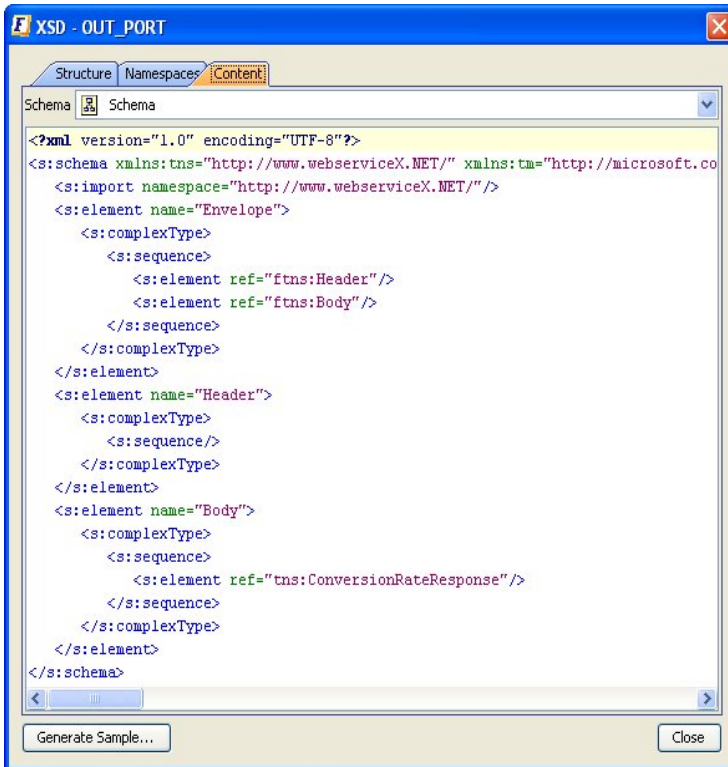 XSD - OUT_PORT
Structure Namespaces Content
Schema Schema
<?xml version="1.0" encoding="UTF-8"?>
<s:schema xmlns:tns="http://www.webserviceX.NET/" xmlns:tm="http://microsoft.co
<s:import namespace="http://www.webserviceX.NET/"/>
<s:element name="Envelope">
<s:complexType>
<s:sequence>
<s:element ref="ftns:Header"/>
<s:element ref="ftns:Body"/>
</s:sequence>
</s:complexType>
</s:element>
<s:element name="Header">
<s:complexType>
<s:sequence/>
</s:complexType>
</s:element>
<s:element name="Body">
<s:complexType>
<s:sequence>
<s:element ref="tns:ConversionRateResponse"/>
</s:sequence>
</s:complexType>
</s:element>
</s:schema>
Generate Sample... Close